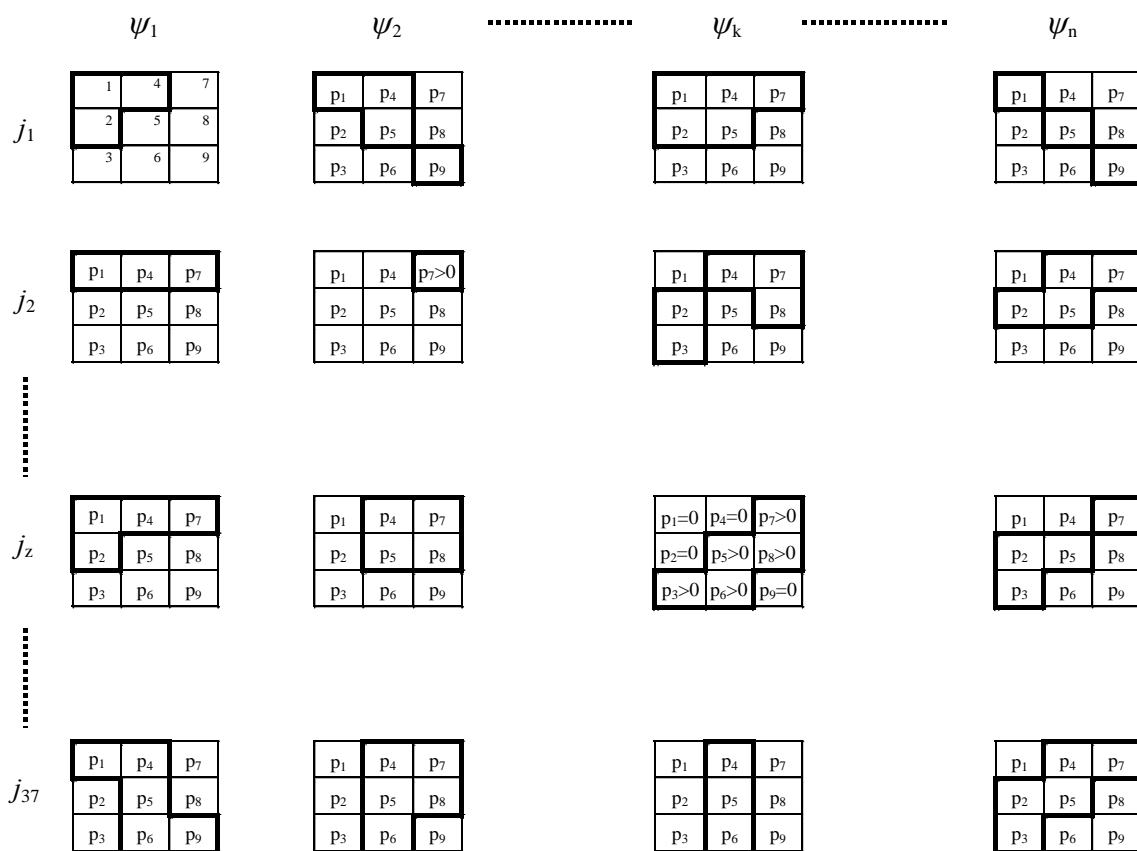 ψ1 ψ2 ψk ψn
1 4 7 p1 p4 p7 p1 p4 p7 p1 p4 p7
j1 2 5 8 p2 p5 p8 p2 p5 p8 p2 p5 p8
3 6 9 p3 p6 p9 p3 p6 p9 p3 p6 p9
p1 p4 p7 p1 p4 p7>0 p1 p4 p7 p1 p4 p7
j2 p2 p5 p8 p2 p5 p8 p2 p5 p8 p2 p5 p8
p3 p6 p9 p3 p6 p9 p3 p6 p9 p3 p6 p9
p1 p4 p7 p1 p4 p7 p1=0 p4=0 p7>0 p1 p4 p7
jz p2 p5 p8 p2 p5 p8 p2=0 p5>0 p8>0 p2 p5 p8
p3 p6 p9 p3 p6 p9 p3>0 p6>0 p9=0 p3 p6 p9
p1 p4 p7 p1 p4 p7 p1 p4 p7 p1 p4 p7
j37 p2 p5 p8 p2 p5 p8 p2 p5 p8 p2 p5 p8
p3 p6 p9 p3 p6 p9 p3 p6 p9 p3 p6 p9